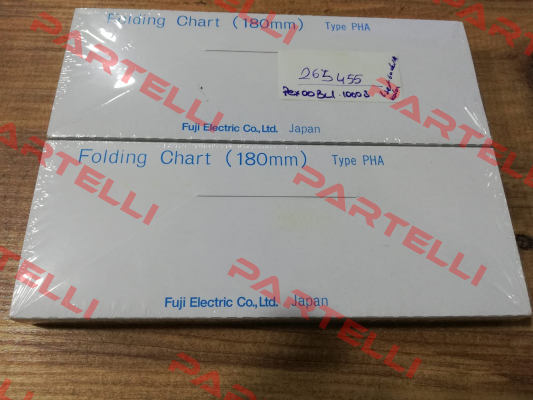 Folding Chart (180mm) Type PHA
265455
Fuji Electric Co., Ltd. Japan
Folding Chart (180mm) Type PHA
Fuji Electric Co., Ltd. Japan
PARTELLI
PARTELLI
PARTELLI
PARTELLI
PARTELLI
PARTELLI